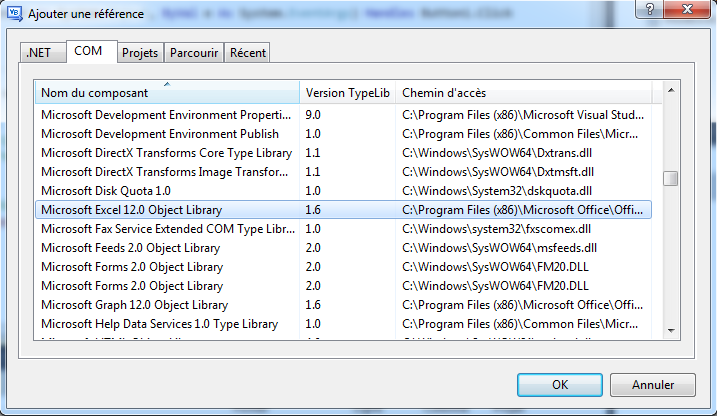 Ajouter une référence
.NET COM Projets Parcourir Récent
Nom du composant Version TypeLib Chemin d'accès
Microsoft Development Environment Properti... 9.0 C:\Program Files (x86)\Microsoft Visual Stud...
Microsoft Development Environment Publish 1.0 C:\Program Files (x86)\Common Files\Micr...
Microsoft DirectX Transforms Core Type Library 1.1 C:\Windows\SysWOW64\Dxtrans.dll
Microsoft DirectX Transforms Image Transfor... 1.1 C:\Windows\SysWOW64\Dxtmsft.dll
Microsoft Disk Quota 1.0 1.0 C:\Windows\System32\dskquota.dll
Microsoft Excel 12.0 Object Library 1.6 C:\Program Files (x86)\Microsoft Office\Offi...
Microsoft Fax Service Extended COM Type Libr... 1.0 C:\Windows\system32\fxscomex.dll
Microsoft Feeds 2.0 Object Library 2.0 C:\Windows\SysWOW64\msfeeds.dll
Microsoft Forms 2.0 Object Library 2.0 C:\Windows\SysWOW64\FM20.DLL
Microsoft Forms 2.0 Object Library 2.0 C:\Windows\SysWOW64\FM20.DLL
Microsoft Graph 12.0 Object Library 1.6 C:\Program Files (x86)\Microsoft Office\Offi...
Microsoft Help Data Services 1.0 Type Library 1.0 C:\Program Files (x86)\Common Files\Micr...
OK Annuler